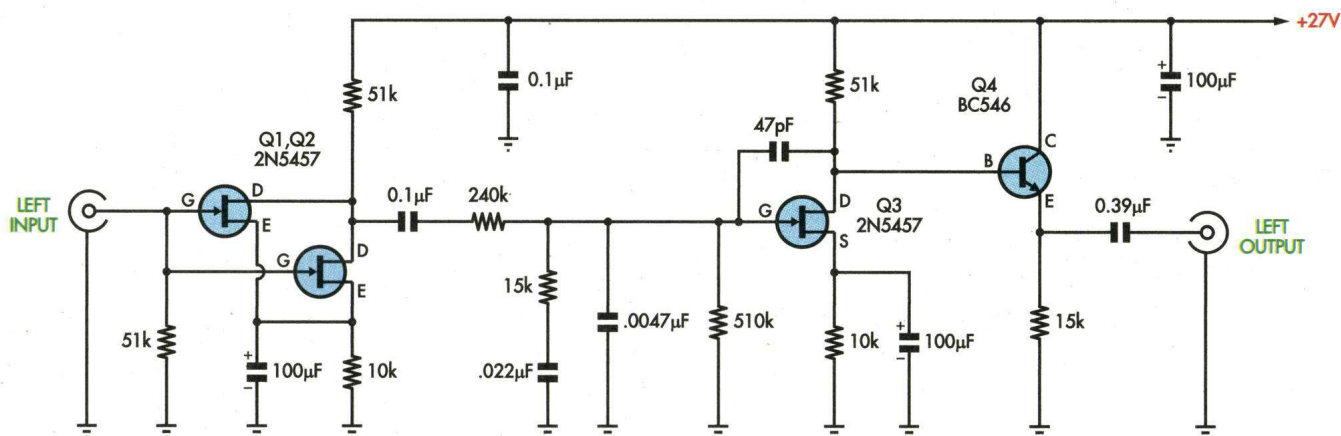 +27V
51k
0.1µF
51k
Q4
BC546
+
100µF
–
47pF
C
B
E
Q1,Q2
2N5457
LEFT
INPUT
G
D
E
G
D
E
0.1µF
240k
G
D
S
Q3
2N5457
0.39µF
LEFT
OUTPUT
51k
+
100µF
–
10k
15k
.022µF
.0047µF
510k
10k
+
100µF
–
15k